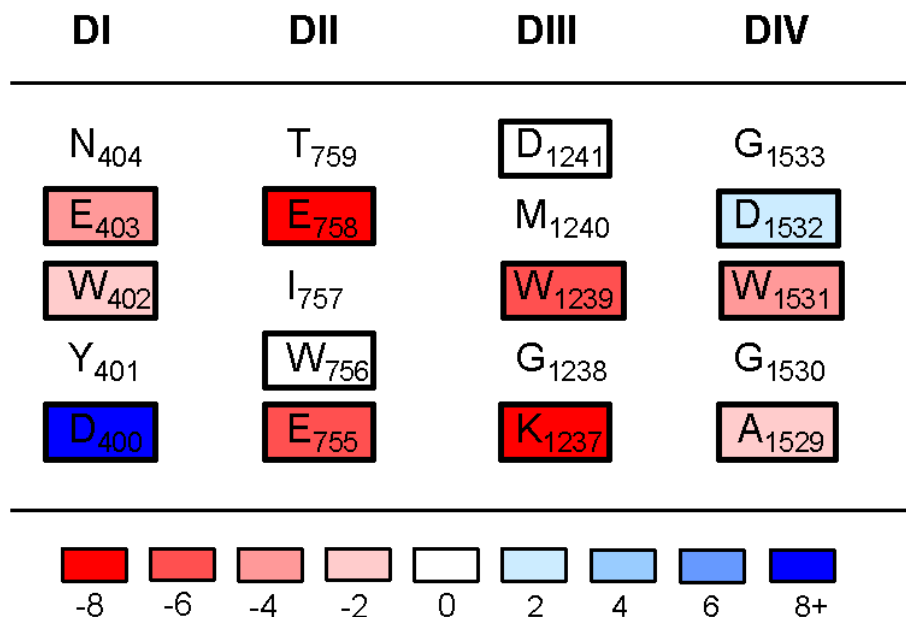 DI DII DIII DIV
N404 T759 D1241 G1533
E403 E758 M1240 D1532
W402 I757 W1239 W1531
Y401 W756 G1238 G1530
D400 E755 K1237 A1529
-8 -6 -4 -2 0 2 4 6 8+